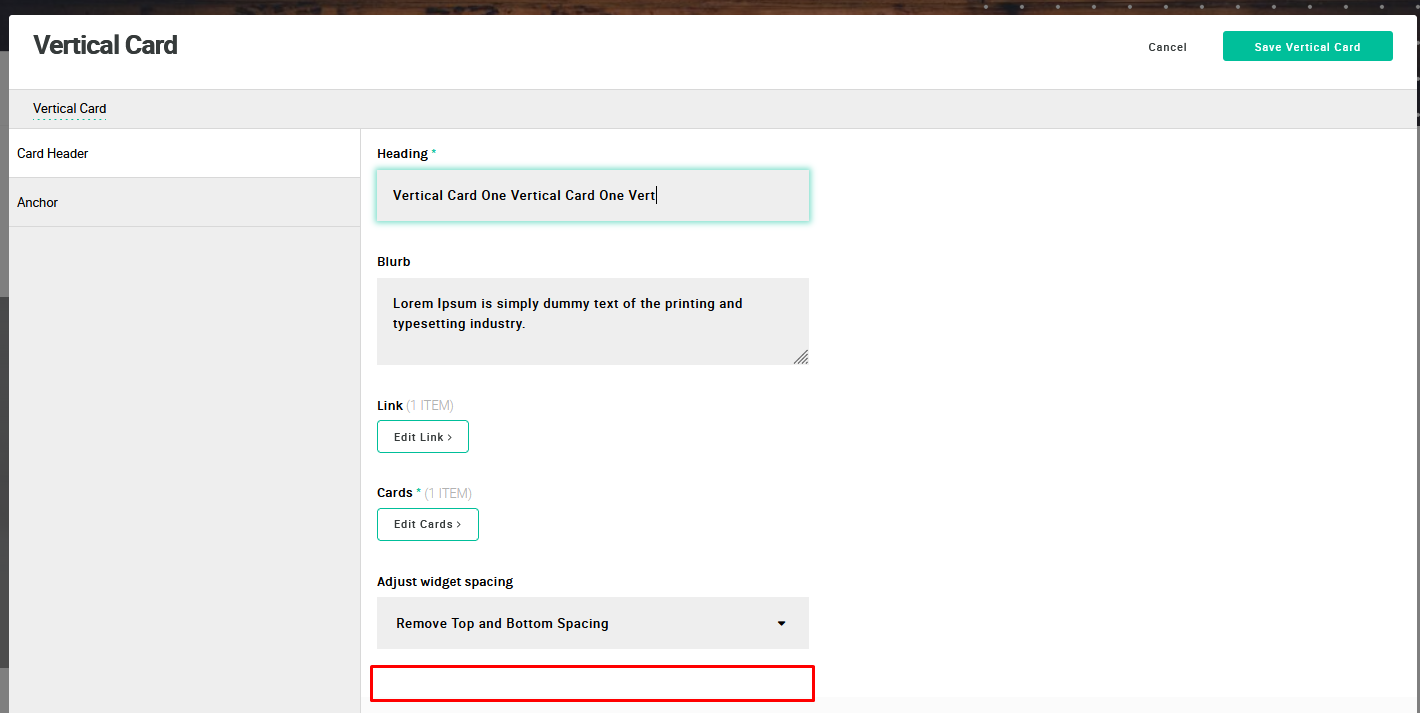 Vertical Card
Cancel
Save Vertical Card
Vertical Card
Card Header
Anchor
Heading *
Vertical Card One Vertical Card One Vert
Blurb
Lorem Ipsum is simply dummy text of the printing and
typesetting industry.
Link (1 ITEM)
Edit Link >
Cards * (1 ITEM)
Edit Cards >
Adjust widget spacing
Remove Top and Bottom Spacing